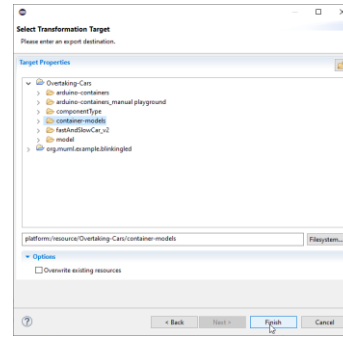 Select Transformation Target
Please enter an export destination.
Target Properties
Overtaking-Cars
arduino-containers
arduino-containers_manual playground
componentType
container-models
fastAndSlowCar_v2
model
org.muml.example.blinkingled
platform:/resource/Overtaking-Cars/container-models
Filesystem...
Options
Overwrite existing resources
?
< Back
Next >
Finish
Cancel